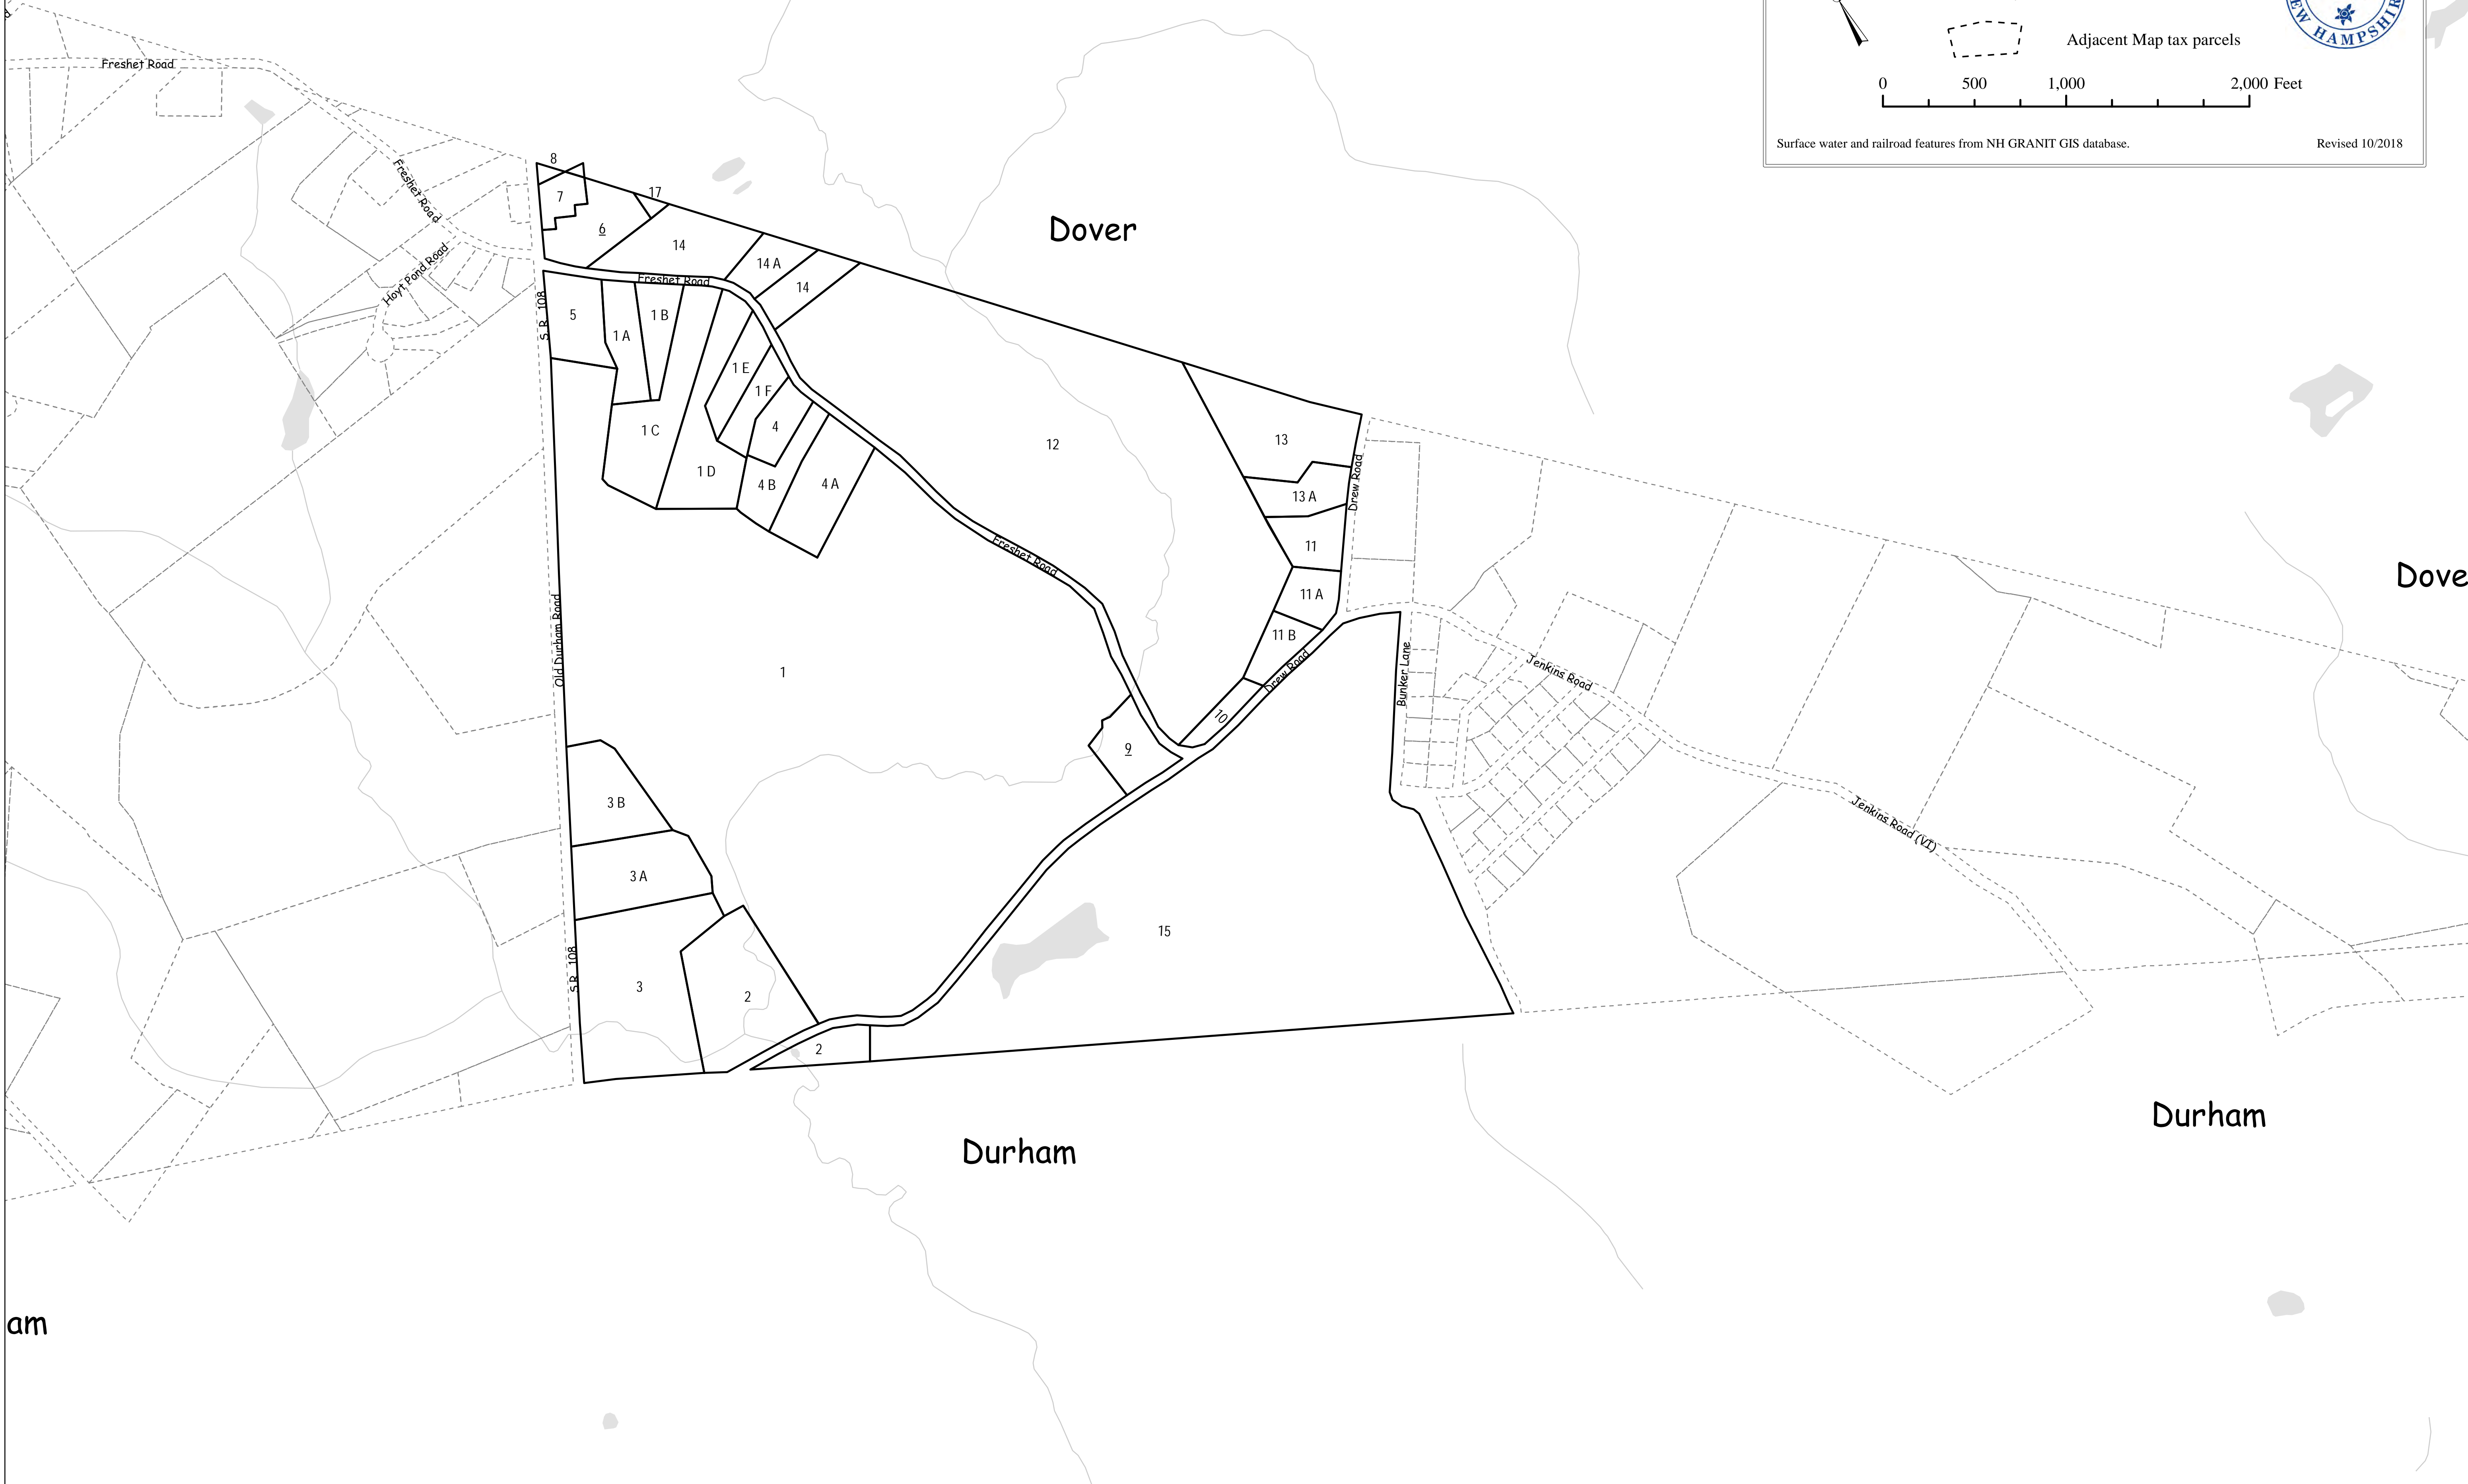 EW HAMPSHIR
Adjacent Map tax parcels
0 500 1,000 2,000 Feet
Surface water and railroad features from NH GRANIT GIS database.
Revised 10/2018
Freshet Road
Freshet Road
Hoyt Pond Road
8
7
17
6
14
14 A
14
Dover
Freshet Road
S.R. 108
5
1 A
1 B
1 E
1 F
4
1 C
1 D
4 B
4 A
12
13
13 A
Drew Road
11
11 A
11 B
Freshet Road
Dove
Old Durham Road
1
Drew Road
10
9
Bunker Lane
Jenkins Road
Jenkins Road (VI)
3 B
3 A
S.R. 108
3
2
2
15
Durham
Durham
am